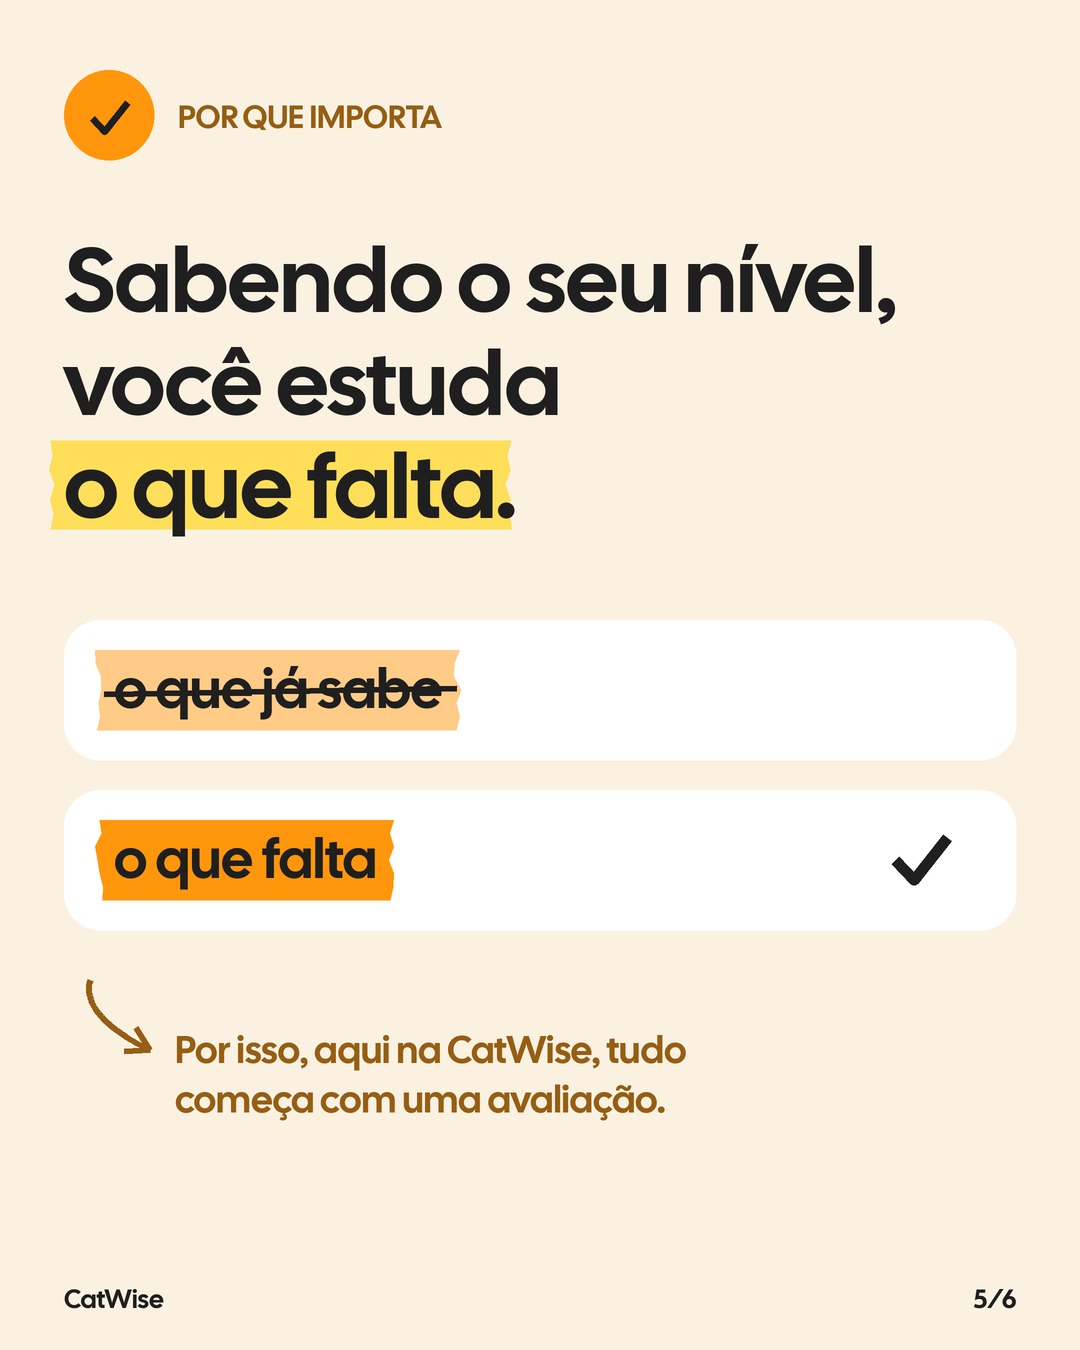 POR QUE IMPORTA
Sabendo o seu nível,
você estuda
o que falta.
o que já sabe
o que falta
Por isso, aqui na CatWise, tudo
começa com uma avaliação.
CatWise
5/6